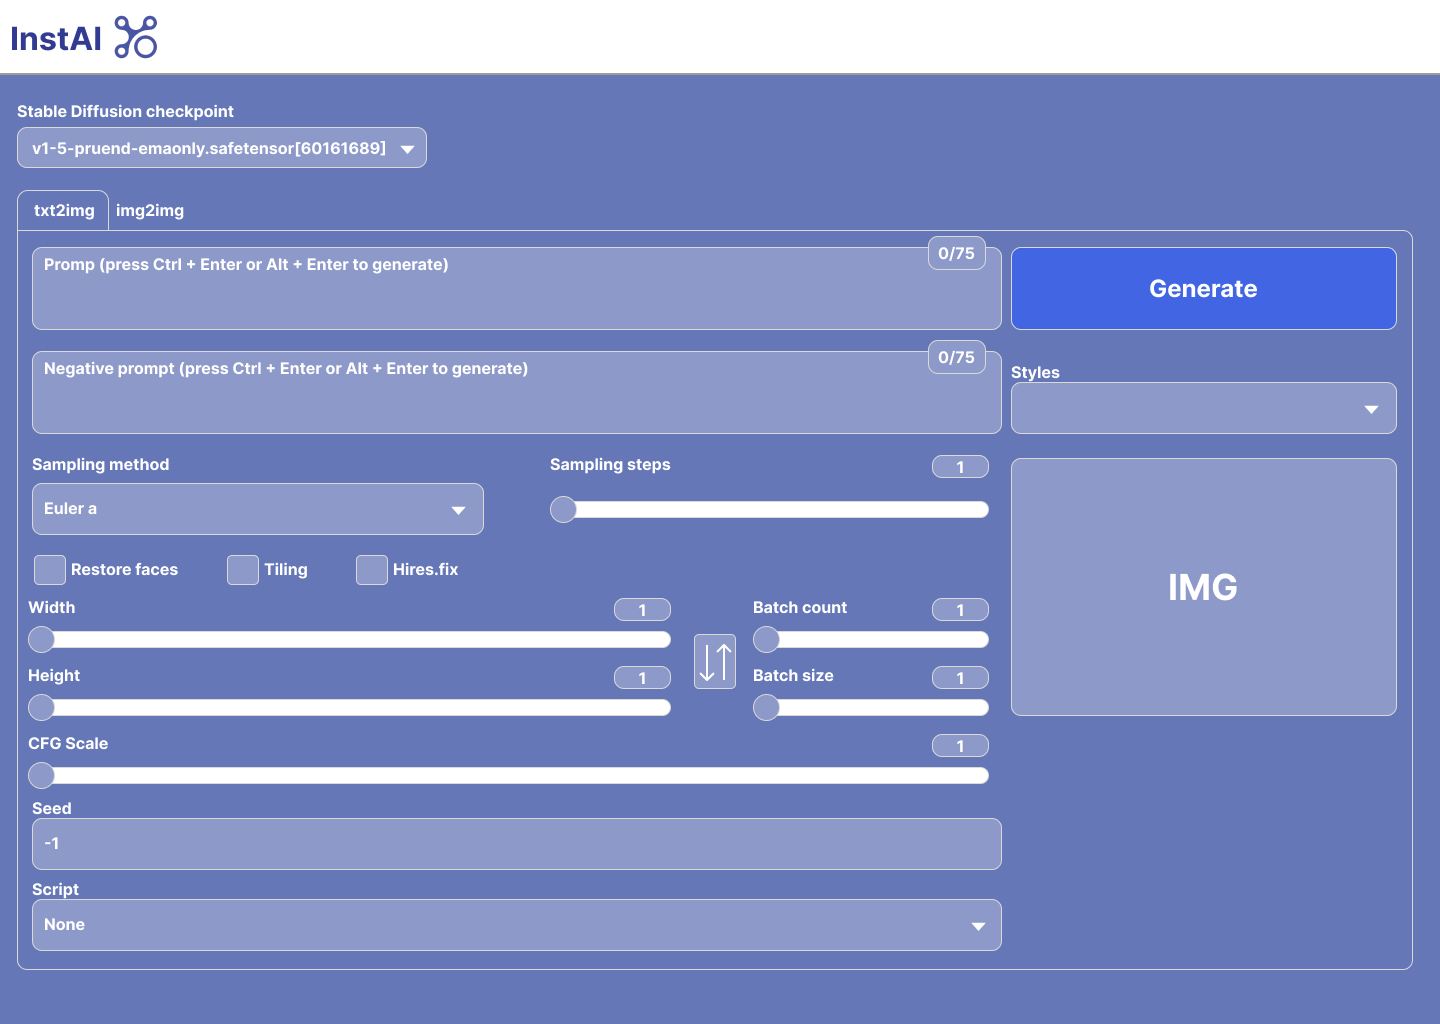 InstAI
Stable Diffusion checkpoint
v1-5-pruend-emaonly.safetensor[60161689]
txt2img img2img
Promp (press Ctrl + Enter or Alt + Enter to generate)
0/75
Generate
Negative prompt (press Ctrl + Enter or Alt + Enter to generate)
0/75
Styles
Sampling method
Sampling steps
1
Euler a
Restore faces
Tiling
Hires.fix
Width
1
Batch count
1
Height
1
Batch size
1
IMG
CFG Scale
1
Seed
-1
Script
None